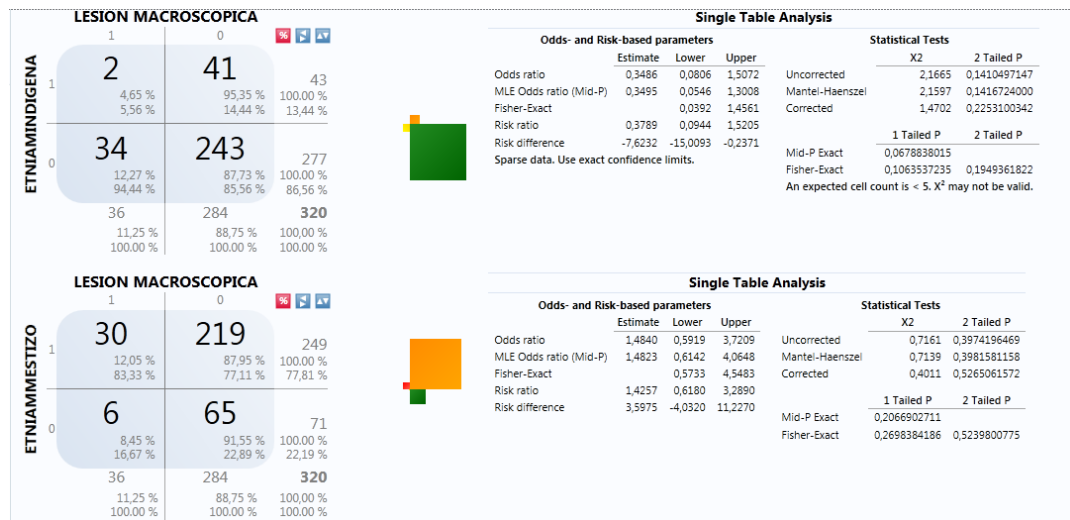 LESION MACROSCOPICA
1 0 %
ETNIAMINDIGENA
1 2 41 43
4,65 % 95,35 % 100.00 %
5,56 % 14,44 % 13,44 %
0 34 243 277
12,27 % 87,73 % 100.00 %
94,44 % 85,56 % 86,56 %
36 284 320
11,25 % 88,75 % 100,00 %
100.00 % 100.00 % 100.00 %
Single Table Analysis
Odds- and Risk-based parameters
Estimate Lower Upper
Odds ratio 0,3486 0,0806 1,5072
MLE Odds ratio (Mid-P) 0,3495 0,0546 1,3008
Fisher-Exact 0,0392 1,4561
Risk ratio 0,3789 0,0944 1,5205
Risk difference -7,6232 -15,0093 -0,2371
Sparse data. Use exact confidence limits.
Statistical Tests
X2 2 Tailed P
Uncorrected 2,1665 0,1410497147
Mantel-Haenszel 2,1597 0,1416724000
Corrected 1,4702 0,2253100342
1 Tailed P 2 Tailed P
Mid-P Exact 0,0678838015
Fisher-Exact 0,1063537235 0,1949361822
An expected cell count is < 5. X² may not be valid.
LESION MACROSCOPICA
1 0 %
ETNIAMMESTIZO
1 30 219 249
12,05 % 87,95 % 100.00 %
83,33 % 77,11 % 77,81 %
0 6 65 71
8,45 % 91,55 % 100.00 %
16,67 % 22,89 % 22,19 %
36 284 320
11,25 % 88,75 % 100,00 %
100.00 % 100.00 % 100.00 %
Single Table Analysis
Odds- and Risk-based parameters
Estimate Lower Upper
Odds ratio 1,4840 0,5919 3,7209
MLE Odds ratio (Mid-P) 1,4823 0,6142 4,0648
Fisher-Exact 0,5733 4,5483
Risk ratio 1,4257 0,6180 3,2890
Risk difference 3,5975 -4,0320 11,2270
Statistical Tests
X2 2 Tailed P
Uncorrected 0,7161 0,3974196469
Mantel-Haenszel 0,7139 0,3981581158
Corrected 0,4011 0,5265061572
1 Tailed P 2 Tailed P
Mid-P Exact 0,2066902711
Fisher-Exact 0,2698384186 0,5239800775